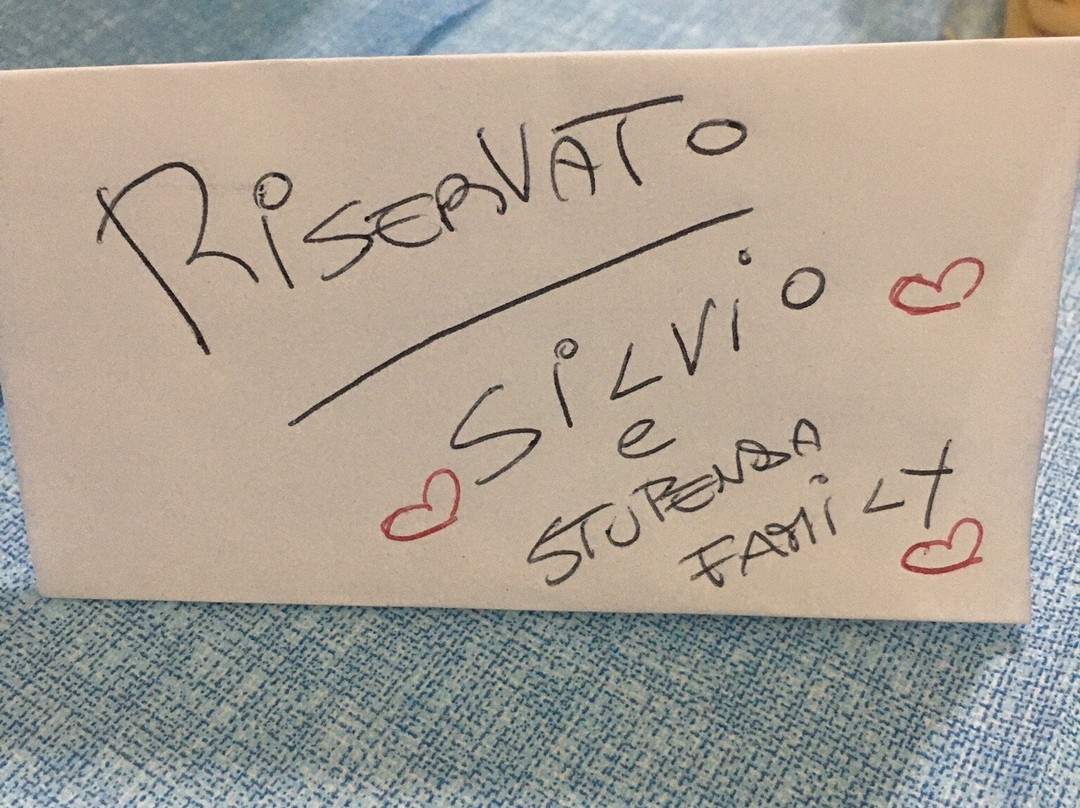 RiSERVATO
SiLViO
e
STUPENDA
FAMiLY